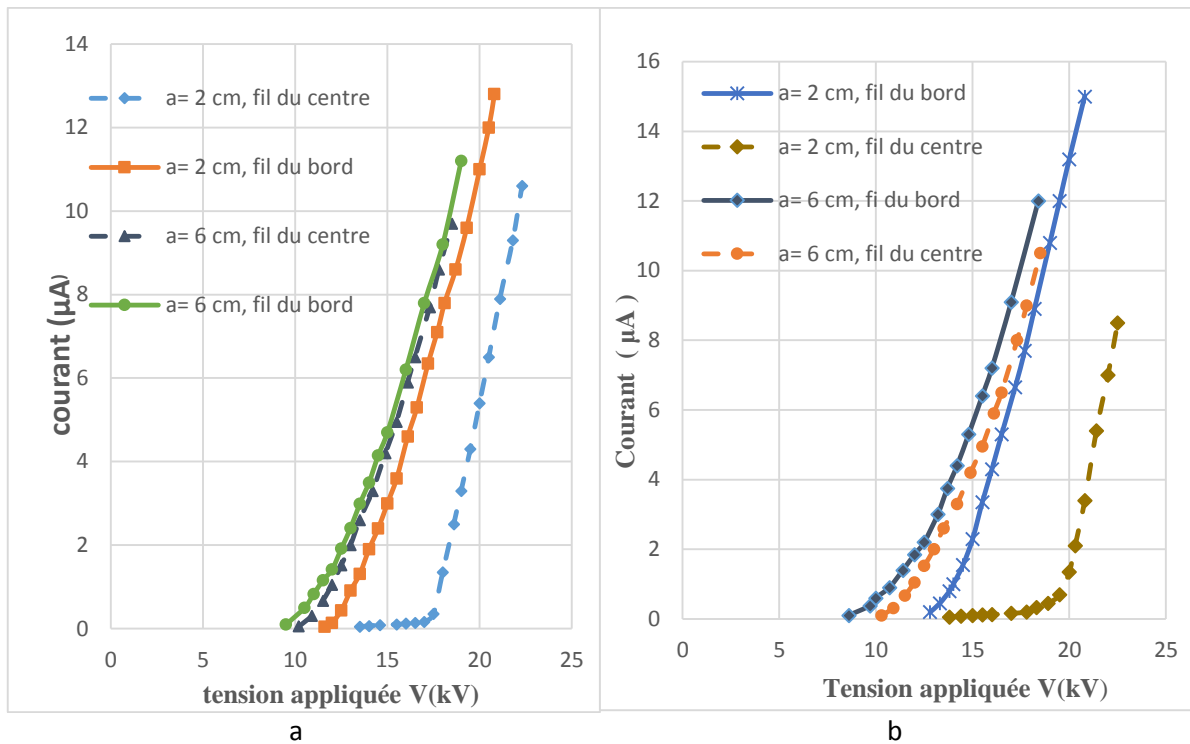 14
12
10
8
6
4
2
0
0 5 10 15 20 25
courant (µA)
tension appliquée V(kV)
a= 2 cm, fil du centre
a= 2 cm, fil du bord
a= 6 cm, fil du centre
a= 6 cm, fil du bord
a
16
14
12
10
8
6
4
2
0
0 5 10 15 20 25
Courant ( µA )
Tension appliquée V(kV)
a= 2 cm, fil du bord
a= 2 cm, fil du centre
a= 6 cm, fi du bord
a= 6 cm, fil du centre
b